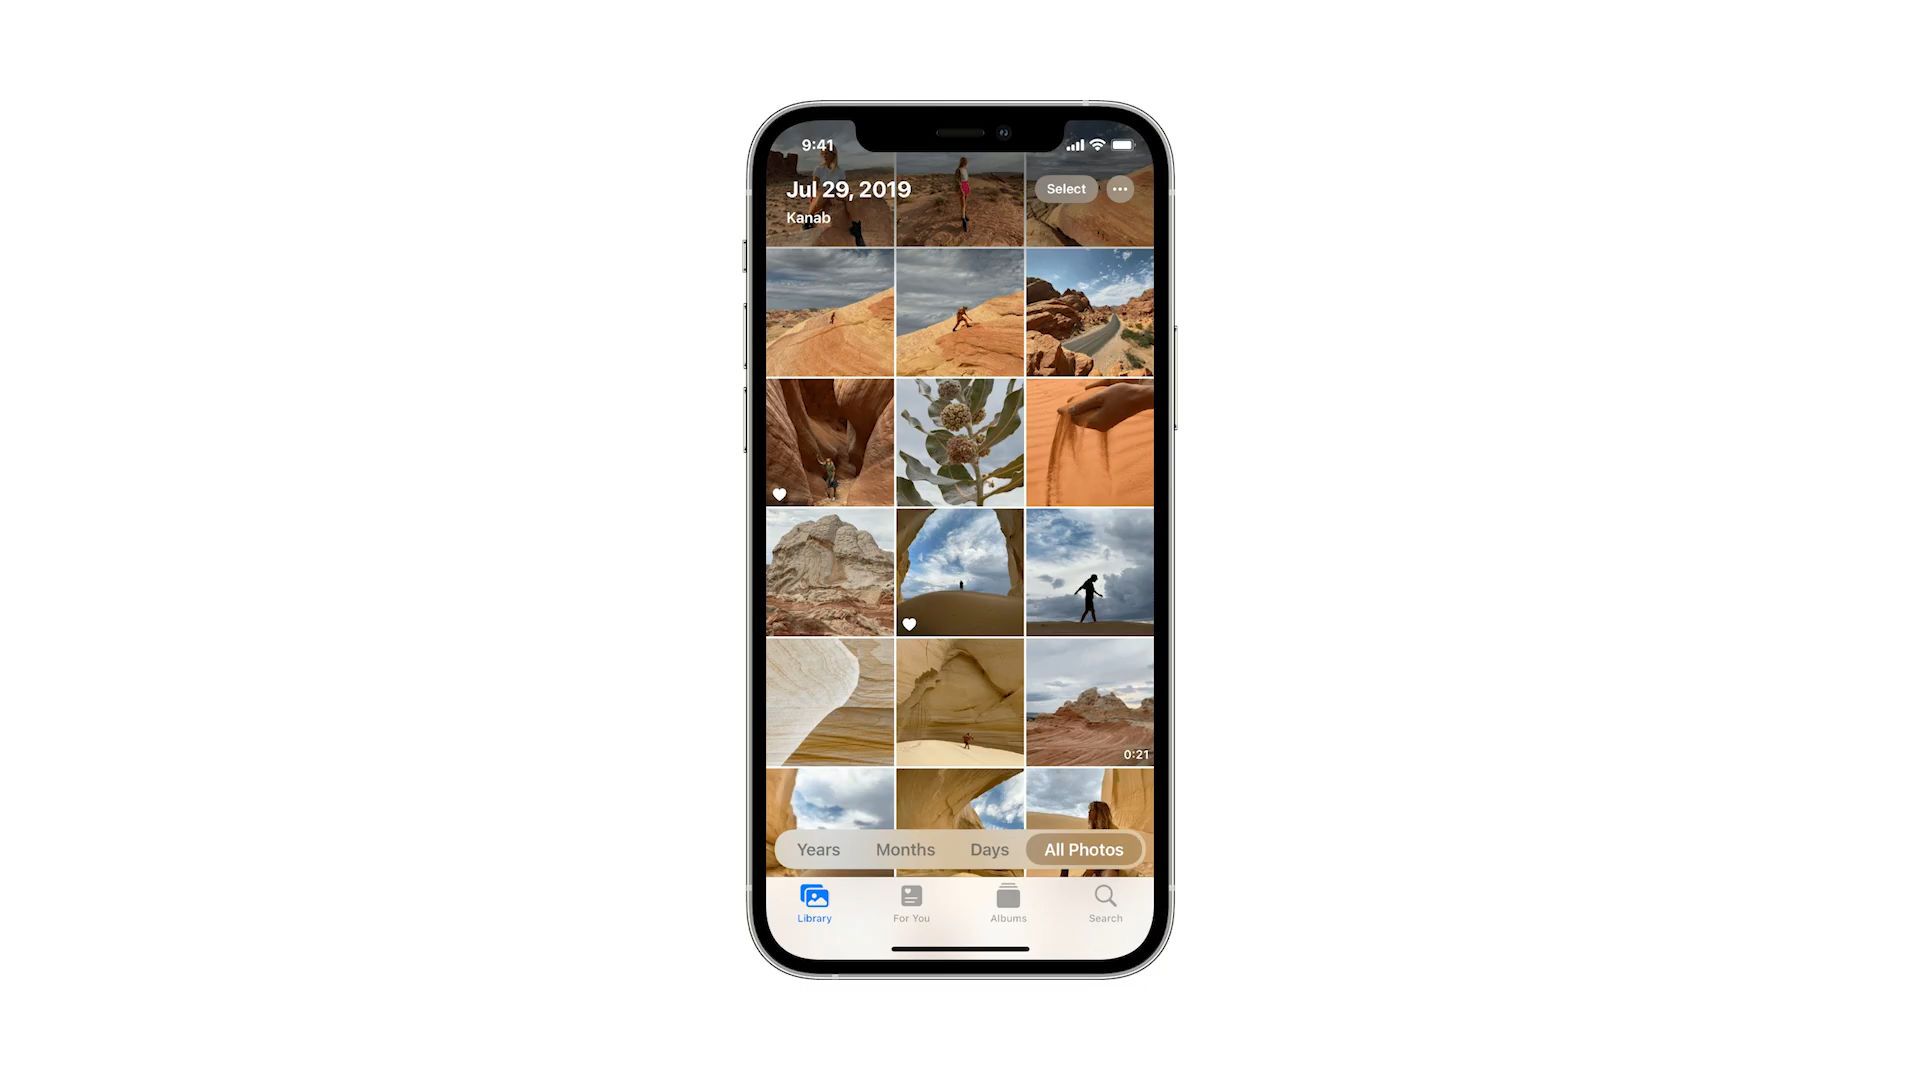 9:41
Jul 29, 2019
Select
Kanab
0:21
Years Months Days All Photos
Library For You Albums Search